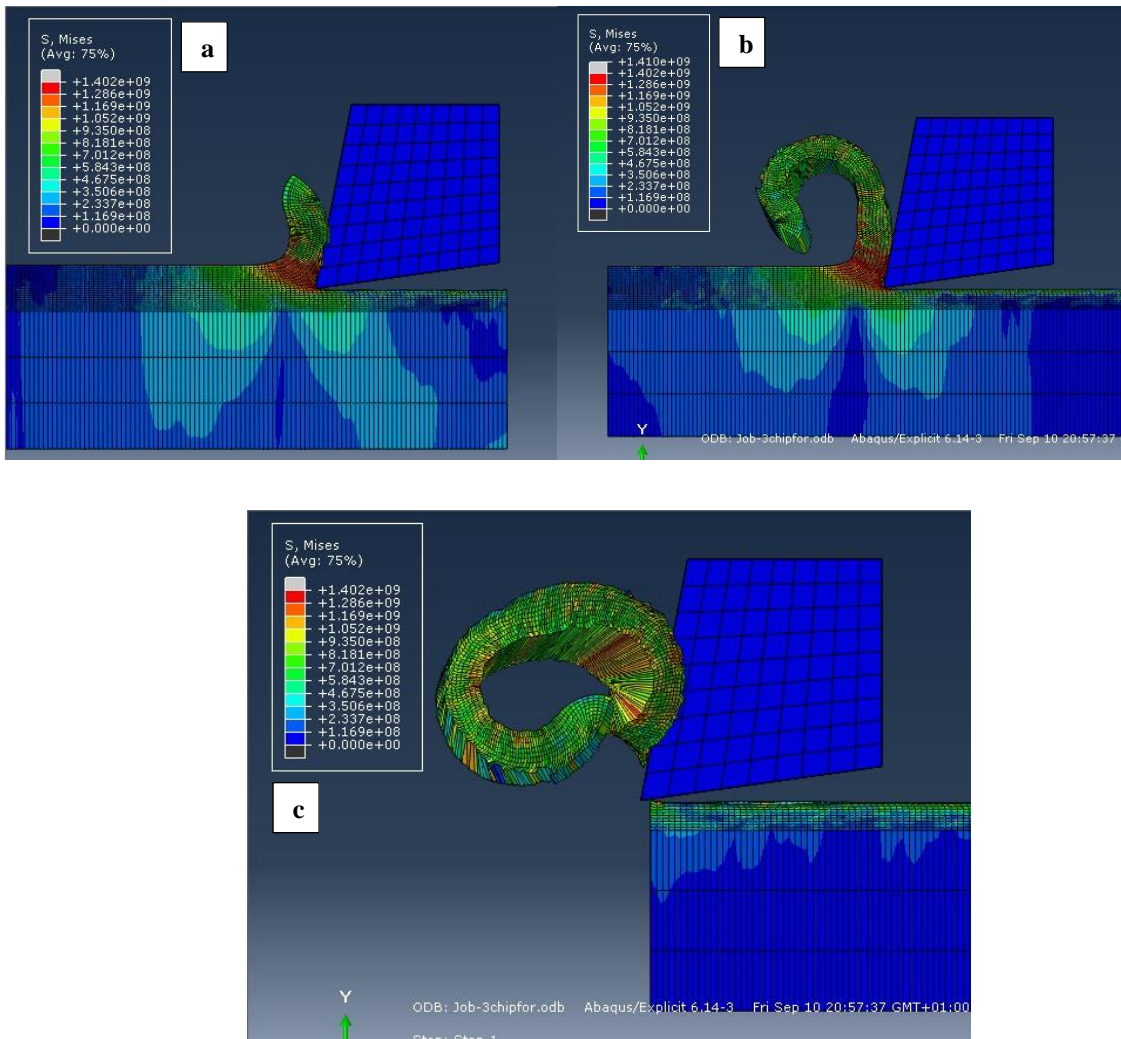 S, Mises
(Avg: 75%)
+1.402e+09
+1.286e+09
+1.169e+09
+1.052e+09
+9.350e+08
+8.181e+08
+7.012e+08
+5.843e+08
+4.675e+08
+3.506e+08
+2.337e+08
+1.169e+08
+0.000e+00
a
S, Mises
(Avg: 75%)
+1.410e+09
+1.402e+09
+1.286e+09
+1.169e+09
+1.052e+09
+9.350e+08
+8.181e+08
+7.012e+08
+5.843e+08
+4.675e+08
+3.506e+08
+2.337e+08
+1.169e+08
+0.000e+00
b
Y
ODB: Job-3chipfor.odb Abaqus/Explicit 6.14-3 Fri Sep 10 20:57:37
S, Mises
(Avg: 75%)
+1.402e+09
+1.286e+09
+1.169e+09
+1.052e+09
+9.350e+08
+8.181e+08
+7.012e+08
+5.843e+08
+4.675e+08
+3.506e+08
+2.337e+08
+1.168e+08
+0.000e+00
c
Y
ODB: Job-3chipfor.odb Abaqus/Explicit 6.14-3 Fri Sep 10 20:57:37 GMT+01:00